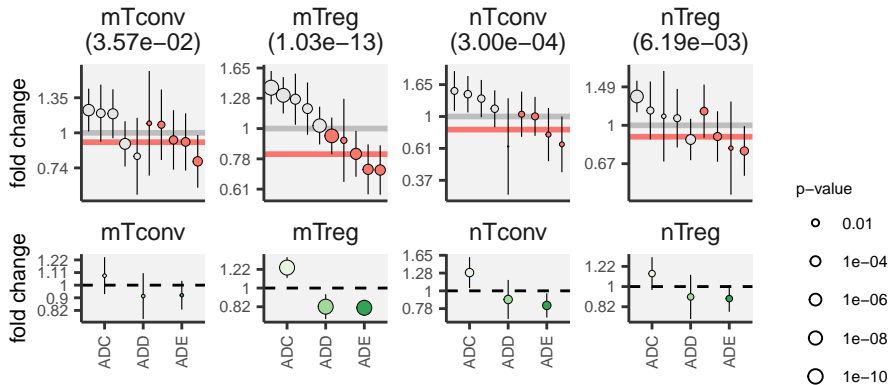 mTconv
(3.57e−02)
mTreg
(1.03e−13)
nTconv
(3.00e−04)
nTreg
(6.19e−03)
fold change
1.35
1
0.74
1.65
1.28
1
0.78
0.61
1.65
1
0.61
0.37
1.49
1
0.67
mTconv
mTreg
nTconv
nTreg
fold change
1.22
1.11
1
0.9
0.82
1.22
1
0.82
1.65
1.28
1
0.78
1.22
1
0.82
ADC
ADD
ADE
ADC
ADD
ADE
ADC
ADD
ADE
ADC
ADD
ADE
p−value
0.01
1e−04
1e−06
1e−08
1e−10